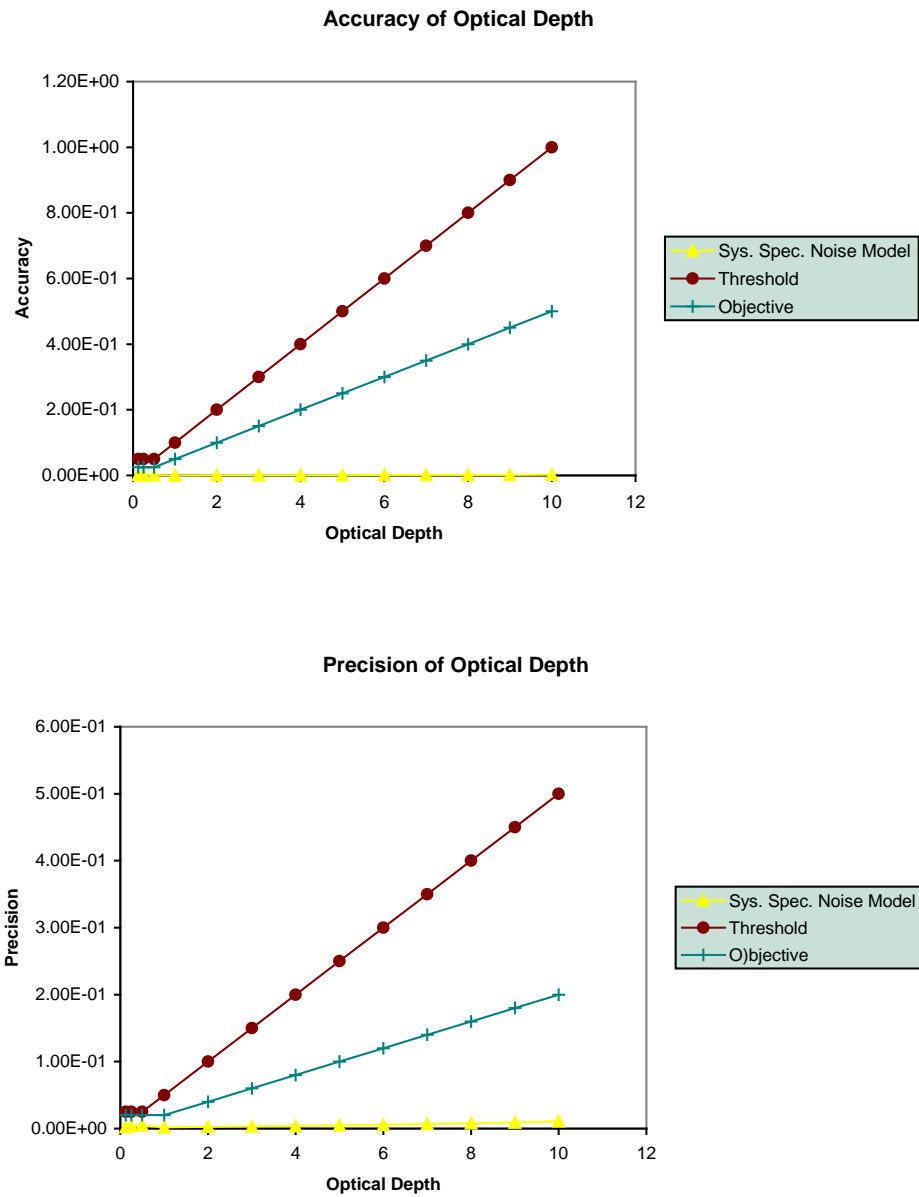 Accuracy of Optical Depth
1.20E+00
1.00E+00
8.00E-01
6.00E-01
4.00E-01
2.00E-01
0.00E+00
Accuracy
0 2 4 6 8 10 12
Optical Depth
Sys. Spec. Noise Model
Threshold
Objective
Precision of Optical Depth
6.00E-01
5.00E-01
4.00E-01
3.00E-01
2.00E-01
1.00E-01
0.00E+00
Precision
0 2 4 6 8 10 12
Optical Depth
Sys. Spec. Noise Model
Threshold
O)bjective